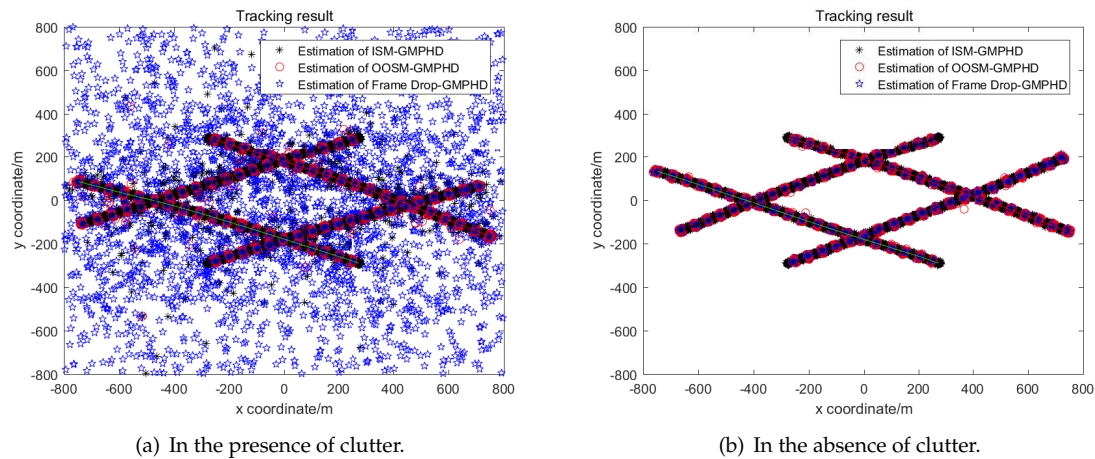 Tracking result
Estimation of ISM-GMPHD
Estimation of OOSM-GMPHD
Estimation of Frame Drop-GMPHD
y coordinate/m
800
600
400
200
0
-200
-400
-600
-800
-800
-600
-400
-200
0
200
400
600
800
x coordinate/m
(a) In the presence of clutter.
Tracking result
Estimation of ISM-GMPHD
Estimation of OOSM-GMPHD
Estimation of Frame Drop-GMPHD
y coordinate/m
800
600
400
200
0
-200
-400
-600
-800
-800
-600
-400
-200
0
200
400
600
800
x coordinate/m
(b) In the absence of clutter.